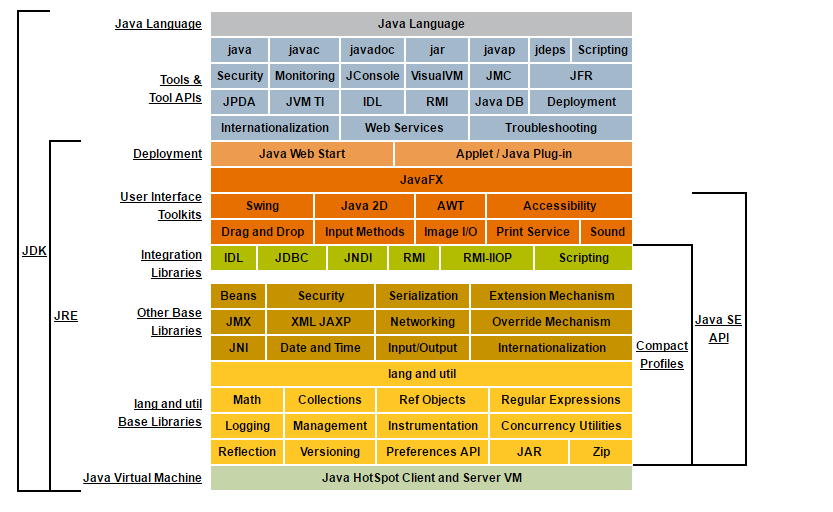 Java Language Java Language
java javac javadoc jar javap jdeps Scripting
Tools & Security Monitoring JConsole VisualVM JMC JFR
Tool APIs JPDA JVM TI IDL RMI Java DB Deployment
Internationalization Web Services Troubleshooting
Deployment Java Web Start Applet / Java Plug-in
JavaFX
User Interface Swing Java 2D AWT Accessibility
Toolkits Drag and Drop Input Methods Image I/O Print Service Sound
JDK
Integration IDL JDBC JNDI RMI RMI-IIOP Scripting
Libraries
Beans Security Serialization Extension Mechanism
JRE Other Base JMX XML JAXP Networking Override Mechanism Java SE
Libraries API
JNI Date and Time Input/Output Internationalization Compact
Profiles
lang and util
Math Collections Ref Objects Regular Expressions
lang and util
Base Libraries Logging Management Instrumentation Concurrency Utilities
Reflection Versioning Preferences API JAR Zip
Java Virtual Machine Java HotSpot Client and Server VM